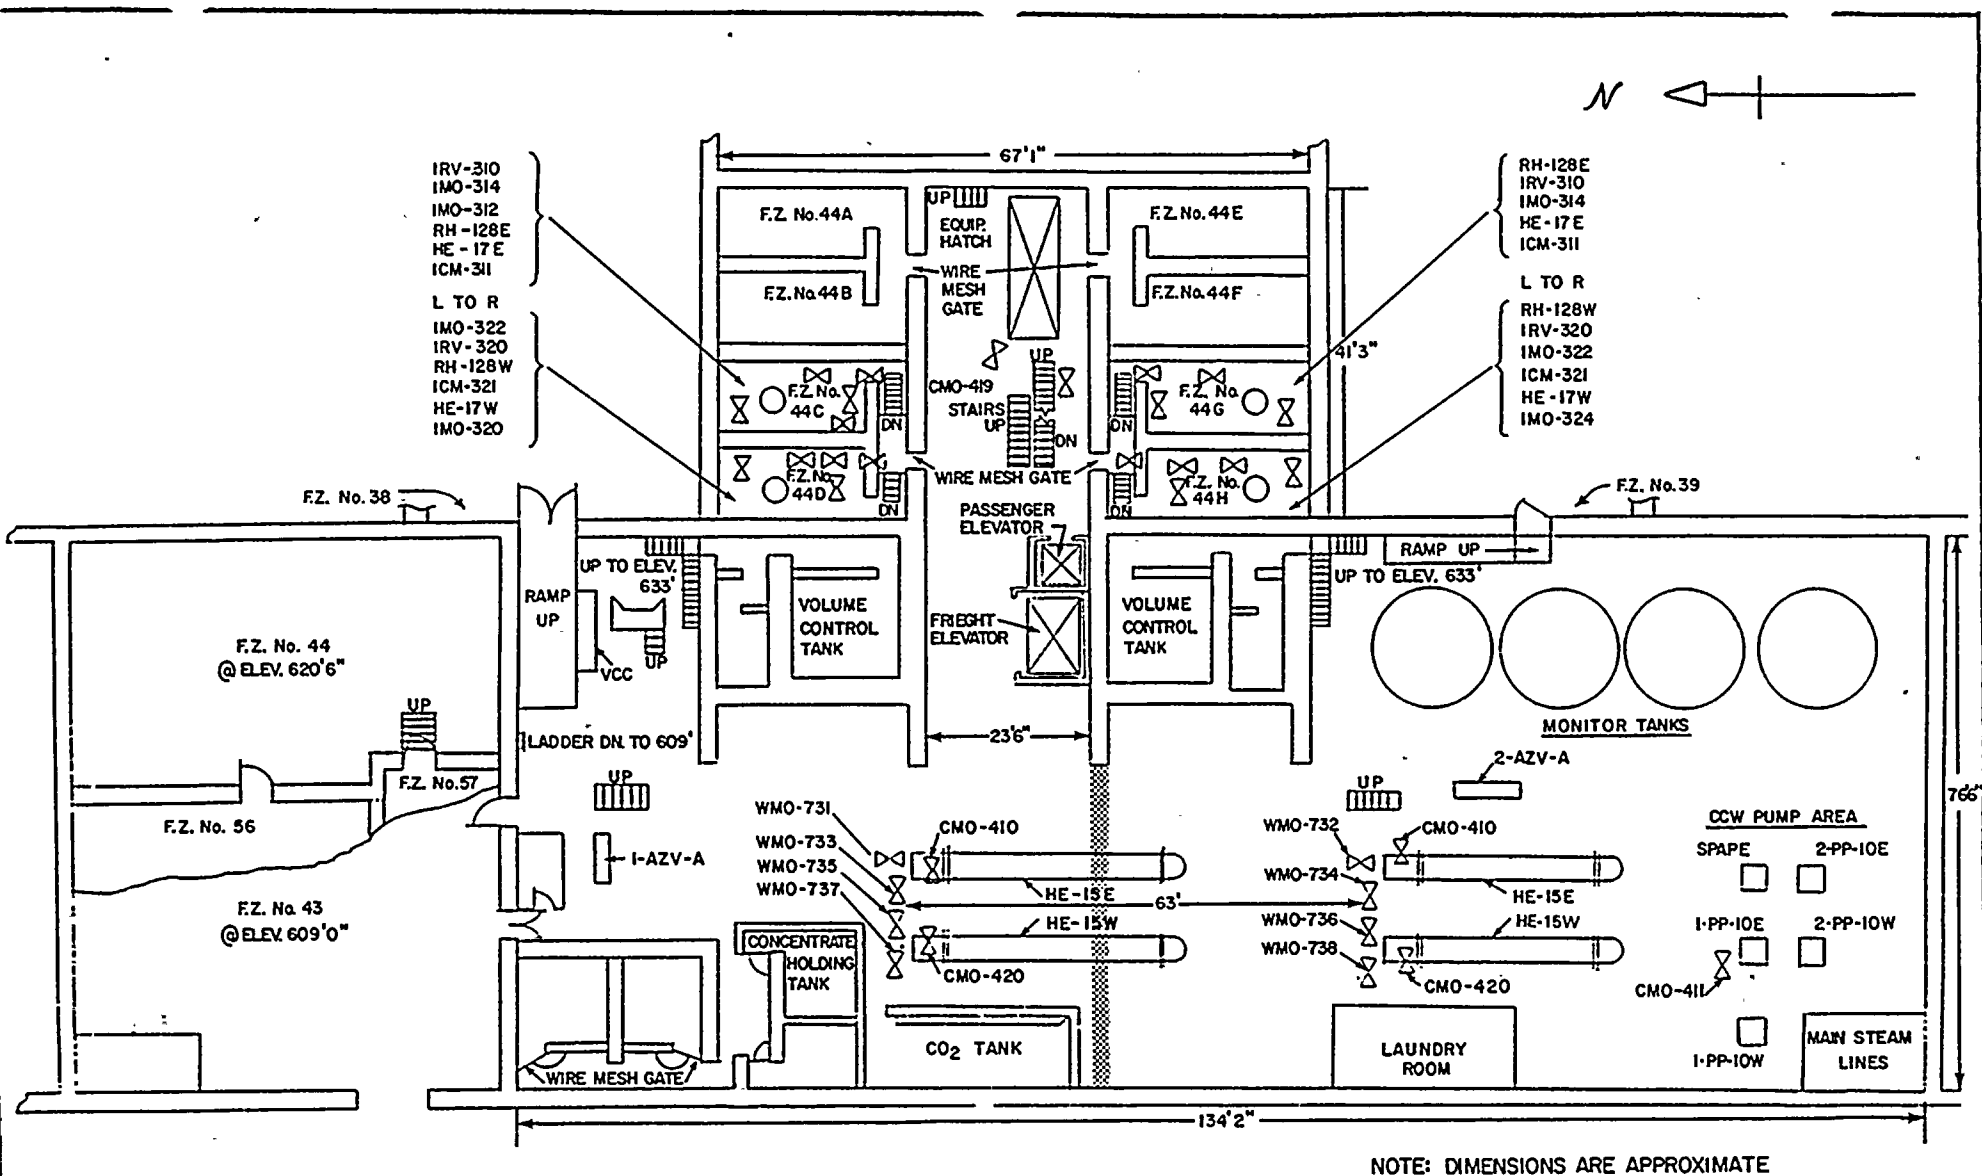 N
67'1"
IRV-310
IMO-314
IMO-312
RH-128E
HE-17E
ICM-311
L TO R
IMO-322
IRV-320
RH-128W
ICM-321
HE-17W
IMO-320
RH-128E
IRV-310
IMO-314
HE-17E
ICM-311
L TO R
RH-128W
IRV-320
IMO-322
ICM-321
HE-17W
IMO-324
F.Z. No.44A
F.Z. No.44B
UP
EQUIP.
HATCH
WIRE
MESH
GATE
F.Z. No.44E
F.Z. No.44F
41'3"
F.Z. No.
44C
DN
CMO-419
STAIRS
UP
UP
DN
DN
F.Z. No.
44G
F.Z. No.
44D
DN
WIRE MESH GATE
DN
F.Z. No.
44H
F.Z. No.38
PASSENGER
ELEVATOR
F.Z. No.39
RAMP
UP
UP TO ELEV.
633'
UP
VCC
VOLUME
CONTROL
TANK
FRIEGHT
ELEVATOR
VOLUME
CONTROL
TANK
RAMP UP
UP TO ELEV. 633'
F.Z. No. 44
@ ELEV. 620'6"
UP
LADDER DN. TO 609'
23'6"
MONITOR TANKS
F.Z. No.57
F.Z. No. 56
UP
1-AZV-A
UP
2-AZV-A
76'6"
WMO-731
WMO-733
WMO-735
WMO-737
CMO-410
HE-15E
63'
HE-15W
CMO-420
WMO-732
WMO-734
WMO-736
WMO-738
CMO-410
HE-15E
HE-15W
CMO-420
CCW PUMP AREA
SPAPE
2-PP-10E
1-PP-10E
2-PP-10W
CMO-411
1-PP-10W
F.Z. No. 43
@ ELEV. 609'0"
CONCENTRATE
HOLDING
TANK
WIRE MESH GATE
CO2 TANK
LAUNDRY
ROOM
MAIN STEAM
LINES
134'2"
NOTE: DIMENSIONS ARE APPROXIMATE